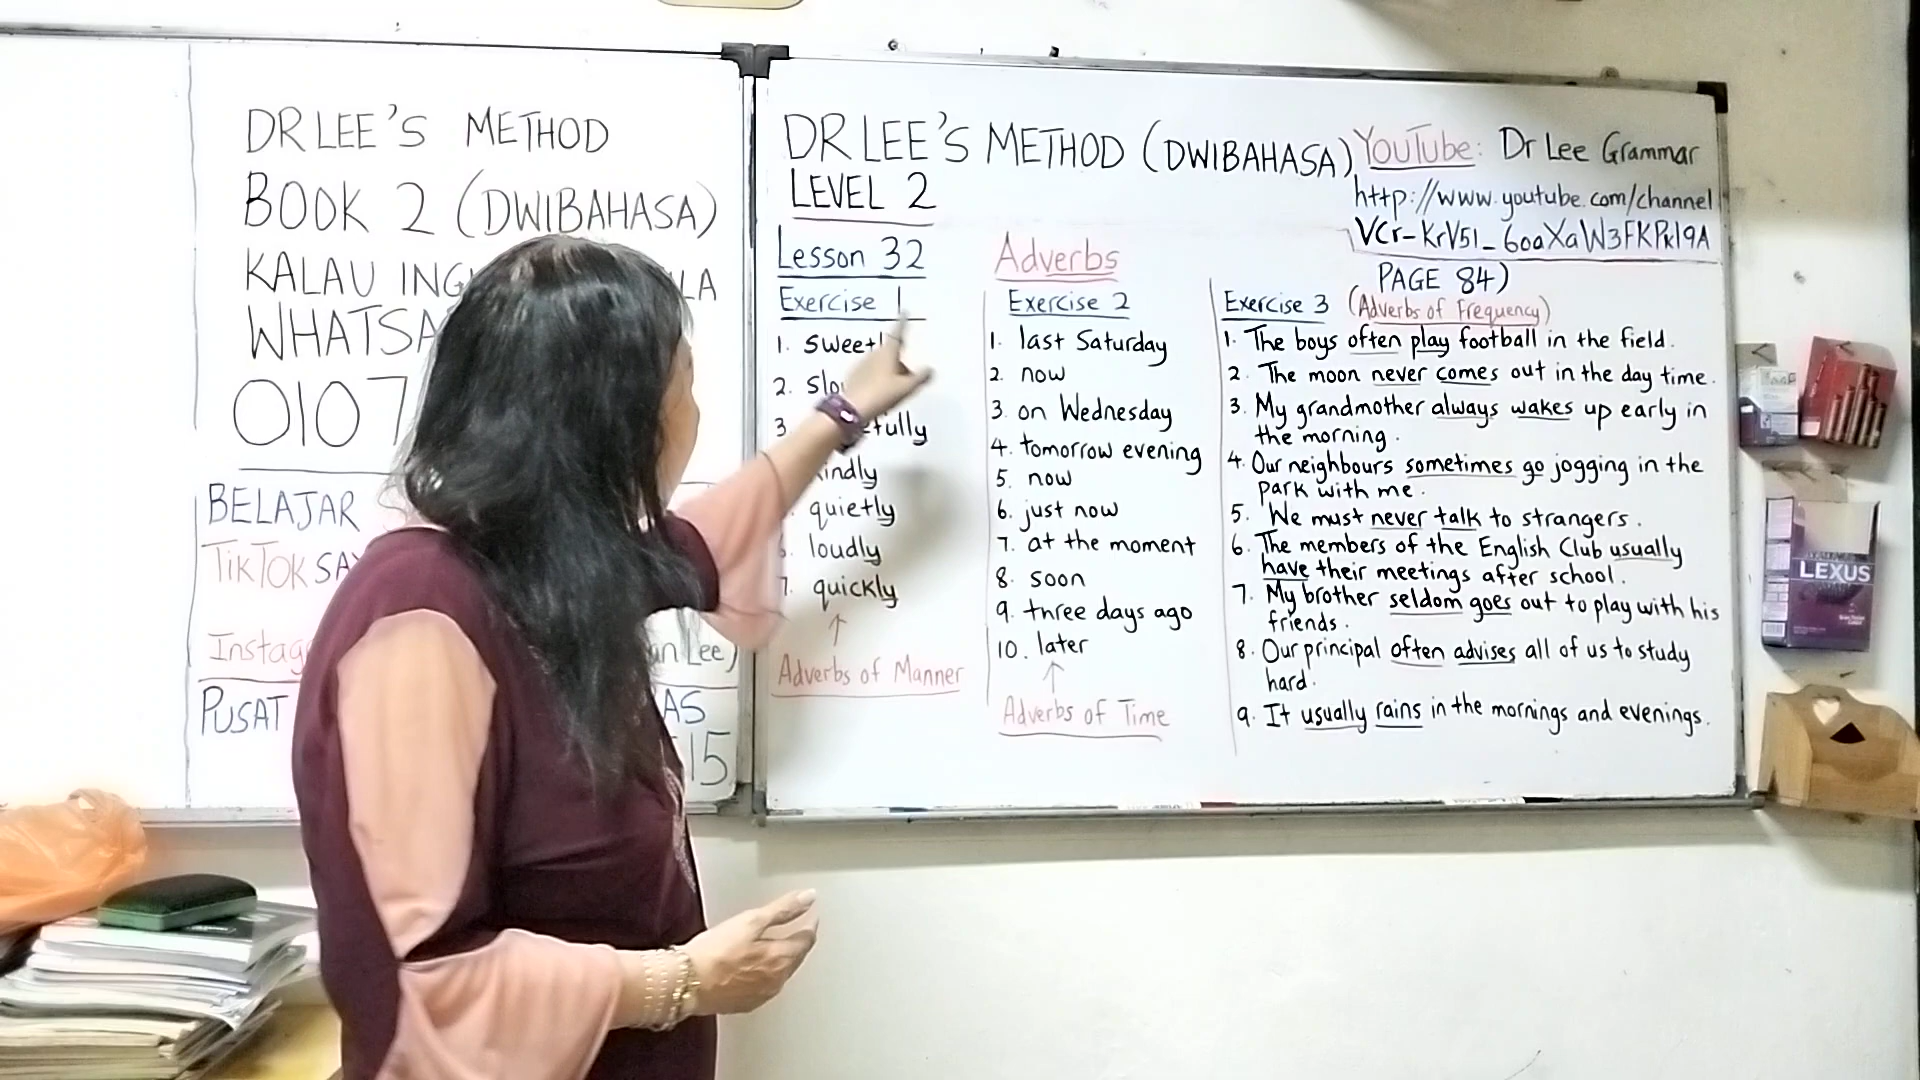 DR LEE'S METHOD
BOOK 2 (DWIBAHASA)
KALAU
WHATSA
0107
BELAJAR
TikTok
PUSAT
15
DR LEE'S METHOD (DWIBAHASA)
LEVEL 2
YouTube: Dr Lee Grammar
http://www.youtube.com/channel
VCr-KrV51_6oaXaW3FKPk19A
PAGE 84)
Lesson 32
Adverbs
Exercise 1
1.
2.
3.
kindly
quietly
loudly
7. quickly
Adverbs of Manner
Exercise 2
1. last Saturday
2. now
3. on Wednesday
4. tomorrow evening
5. now
6. just now
7. at the moment
8. soon
9. three days ago
10. later
Adverbs of Time
Exercise 3 (Adverbs of Frequency)
1. The boys often play football in the field.
2. The moon never comes out in the day time.
3. My grandmother always wakes up early in
the morning.
4. Our neighbours sometimes go jogging in the
park with me.
5. We must never talk to strangers.
6. The members of the English Club usually
have their meetings after school.
7. My brother seldom goes out to play with his
friends.
8. Our principal often advises all of us to study
hard.
9. It usually rains in the mornings and evenings.
LEXUS